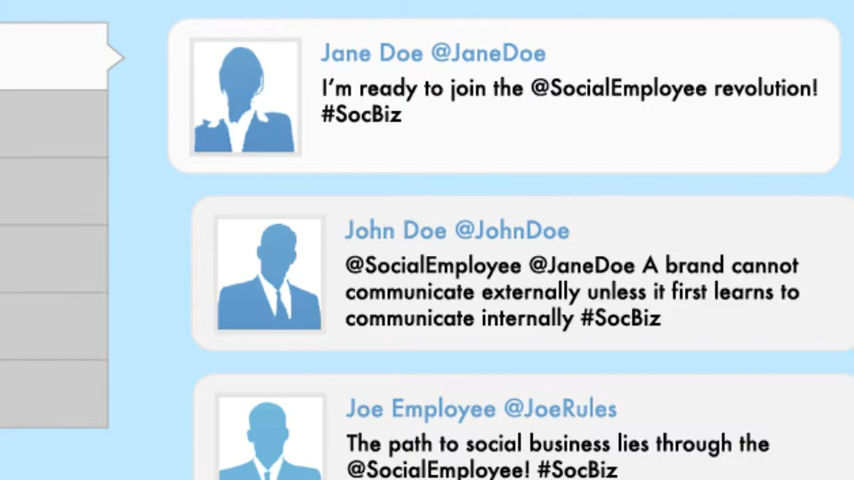 Jane Doe @JaneDoe
I'm ready to join the @SocialEmployee revolution!
#SocBiz
John Doe @JohnDoe
@SocialEmployee @JaneDoe A brand cannot
communicate externally unless it first learns to
communicate internally #SocBiz
Joe Employee @JoeRules
The path to social business lies through the
@SocialEmployee! #SocBiz